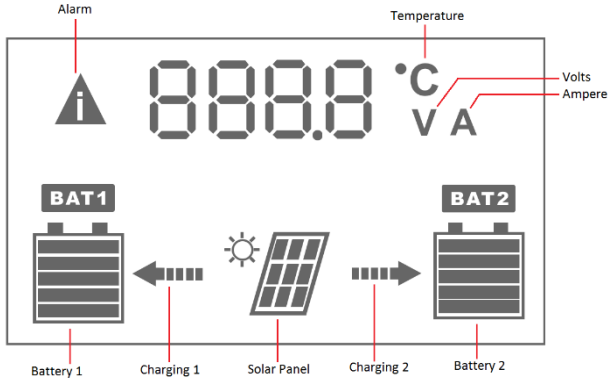 Alarm
Temperature
888.8
°C
Volts
V A
Ampere
i
BAT1
BAT2
Battery 1
Charging 1
Solar Panel
Charging 2
Battery 2